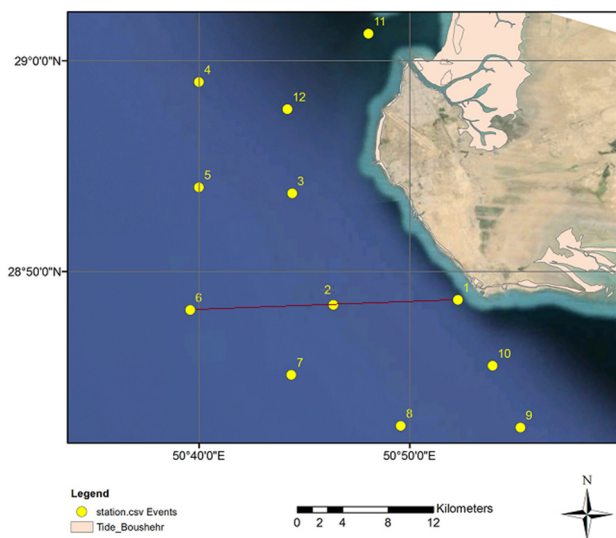 11
29°0'0"N
4
12
5
3
28°50'0"N
6
2
1
7
10
8
9
50°40'0"E
50°50'0"E
Legend
station.csv Events
Tide_Boushehr
Kilometers
0 2 4 8 12
N